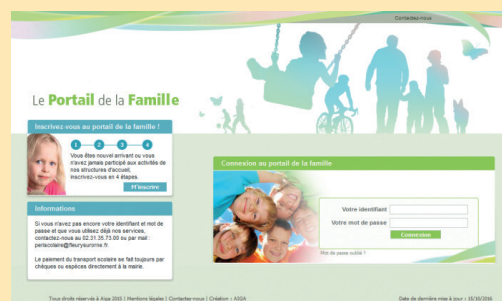 Contactez-nous
Le Portail de la Famille
Inscrivez-vous au portail de la famille !
1 2 3 4
Vous êtes nouvel arrivant ou vous
n'avez jamais participé aux activités de
nos structures d'accueil,
inscrivez-vous en 4 étapes.
M'inscrire
Informations
Si vous n'avez pas encore votre identifiant et mot de
passe et que vous utilisez déjà nos services,
contactez-nous au 02.31.35.73.00 ou par mail :
periscolaire@fleurysurorne.fr.
Le paiement du transport scolaire se fait toujours par
chèques ou espèces directement à la mairie.
Connexion au portail de la famille
Votre identifiant
Votre mot de passe
Connexion
Mot de passe oublié ?
Tous droits réservés à Aiga 2015 | Mentions légales | Contactez-nous | Création : AIGA
Date de dernière mise à jour : 15/10/2016